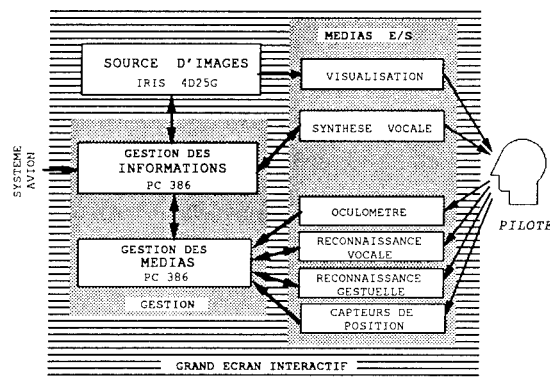 MEDIAS E/S
SOURCE D'IMAGES
IRIS 4D25G
VISUALISATION
SYNTHESE VOCALE
SYSTEME
AVION
GESTION DES
INFORMATIONS
PC 386
PILOTE
OCULOMETRE
GESTION DES
MEDIAS
PC 386
RECONNAISSANCE
VOCALE
RECONNAISSANCE
GESTUELLE
CAPTEURS DE
POSITION
GESTION
GRAND ECRAN INTERACTIF